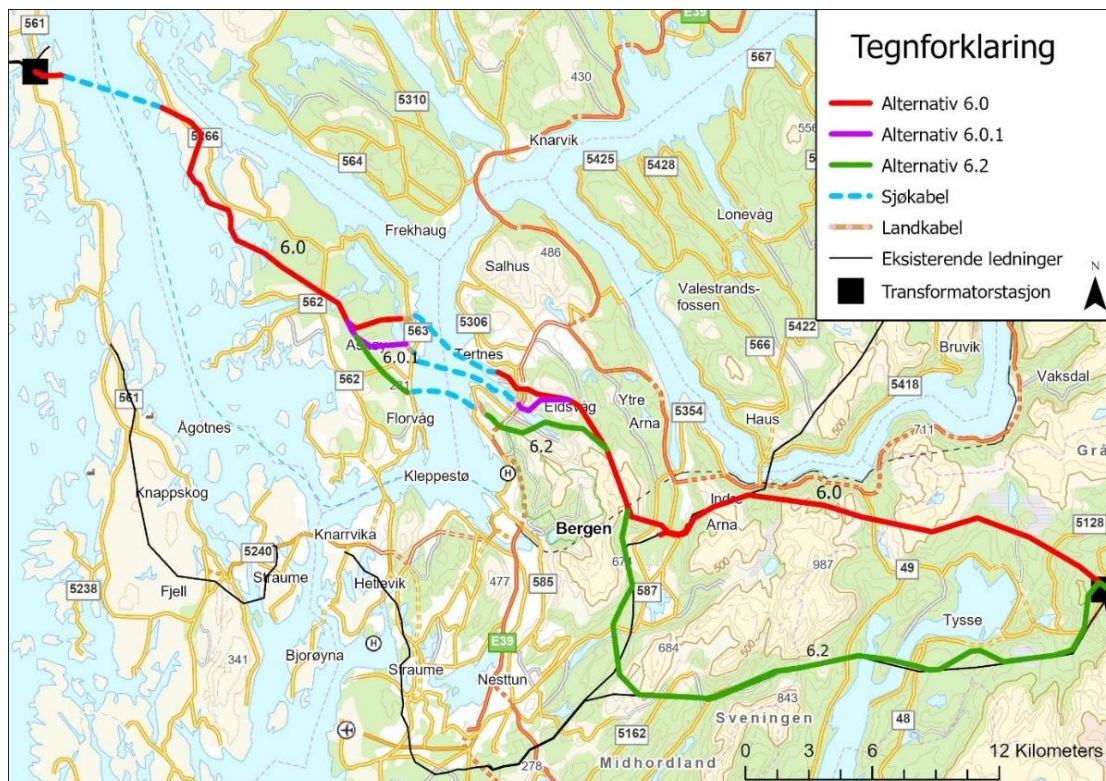 561
E39
Tegnforklaring
Alternativ 6.0
Alternativ 6.0.1
Alternativ 6.2
Sjøkabel
Landkabel
Eksisterende ledninger
Transformatorstasjon
N
430
567
5310
5266
Knarvik
564
5425
5428
Lonevåg
Frekhaug
6.0
486
Salhus
Valestrands-
fossen
562
563
5306
5422
566
Bruvik
6.0.1
Tertnes
562
Florvåg
Eidsvåg
Ytre
Arna
5354
Haus
5418
Vaksdal
711
500
561
Ågotnes
6.2
Kleppestø
H
Knappskog
Bergen
Indre
Arna
6.0
5128
Knarrvika
5240
Straume
5238
Fjell
Hetlevik
477
585
587
500
987
49
Tysse
H
Bjorøyna
E39
341
Straume
Nesttun
684
500
6.2
843
Sveningen
48
5162
278
Midhordland
0 3 6 12 Kilometers